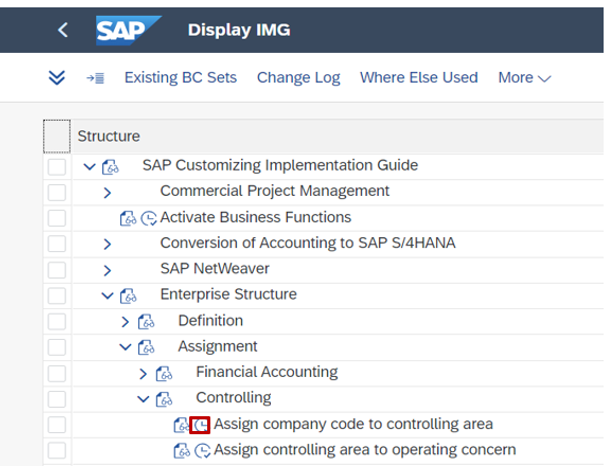 SAP Display IMG
Existing BC Sets Change Log Where Else Used More
Structure
SAP Customizing Implementation Guide
Commercial Project Management
Activate Business Functions
Conversion of Accounting to SAP S/4HANA
SAP NetWeaver
Enterprise Structure
Definition
Assignment
Financial Accounting
Controlling
Assign company code to controlling area
Assign controlling area to operating concern